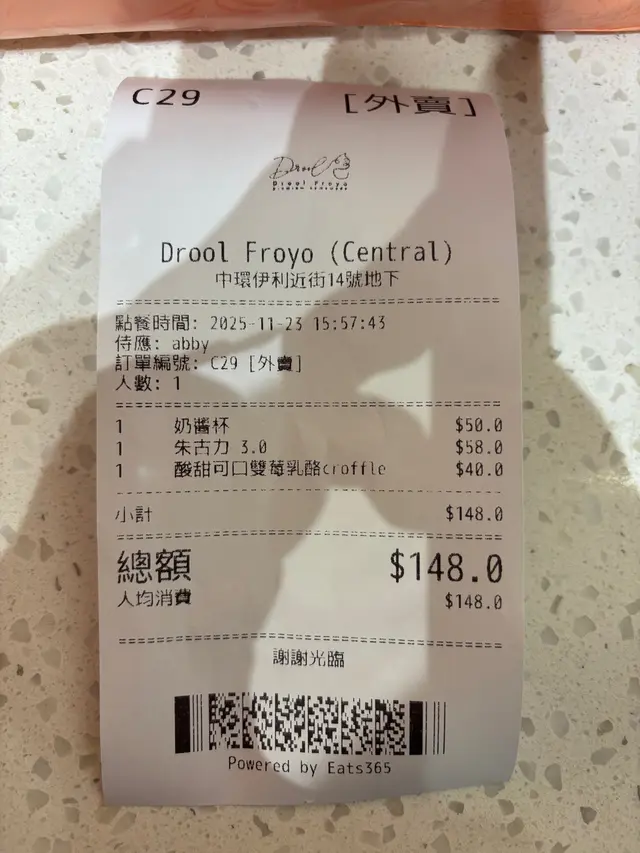 C29 [外賣]
Drool
Drool Froyo
Drool Froyo (Central)
中環伊利近街14號地下
點餐時間: 2025-11-23 15:57:43
侍應: abby
訂單編號: C29 [外賣]
人數: 1
1 奶醬杯 $50.0
1 朱古力 3.0 $58.0
1 酸甜可口雙莓乳酪croffle $40.0
小計 $148.0
總額 $148.0
人均消費 $148.0
謝謝光臨
Powered by Eats365